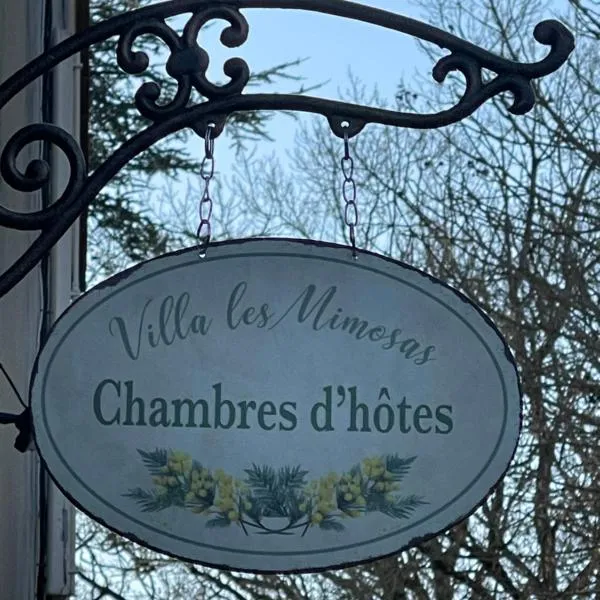 Villa les Mimosas
Chambres d'hôtes